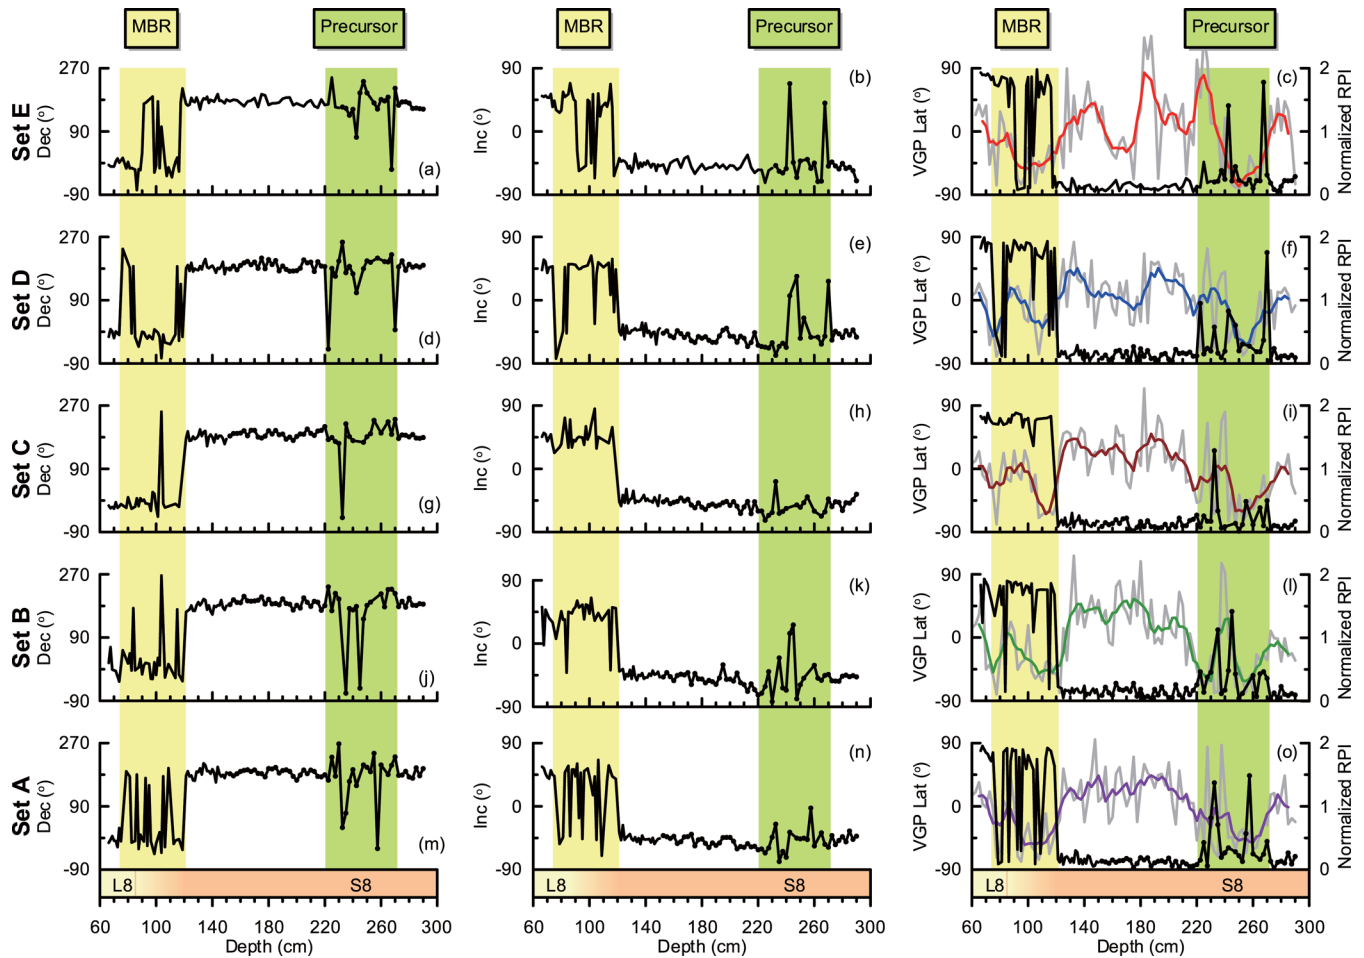 MBR Precursor MBR Precursor MBR Precursor
Set E
Dec (°)
270
90
-90
(a)
Inc (°)
90
0
-90
(b)
VGP Lat (°)
90
0
-90
(c)
2
1
0
Normalized RPI
Set D
Dec (°)
270
90
-90
(d)
Inc (°)
90
0
-90
(e)
VGP Lat (°)
90
0
-90
(f)
2
1
0
Normalized RPI
Set C
Dec (°)
270
90
-90
(g)
Inc (°)
90
0
-90
(h)
VGP Lat (°)
90
0
-90
(i)
2
1
0
Normalized RPI
Set B
Dec (°)
270
90
-90
(j)
Inc (°)
90
0
-90
(k)
VGP Lat (°)
90
0
-90
(l)
2
1
0
Normalized RPI
Set A
Dec (°)
270
90
-90
(m)
Inc (°)
90
0
-90
(n)
VGP Lat (°)
90
0
-90
(o)
2
1
0
Normalized RPI
L8 S8 L8 S8 L8 S8
60 100 140 180 220 260 300 60 100 140 180 220 260 300 60 100 140 180 220 260 300
Depth (cm) Depth (cm) Depth (cm)